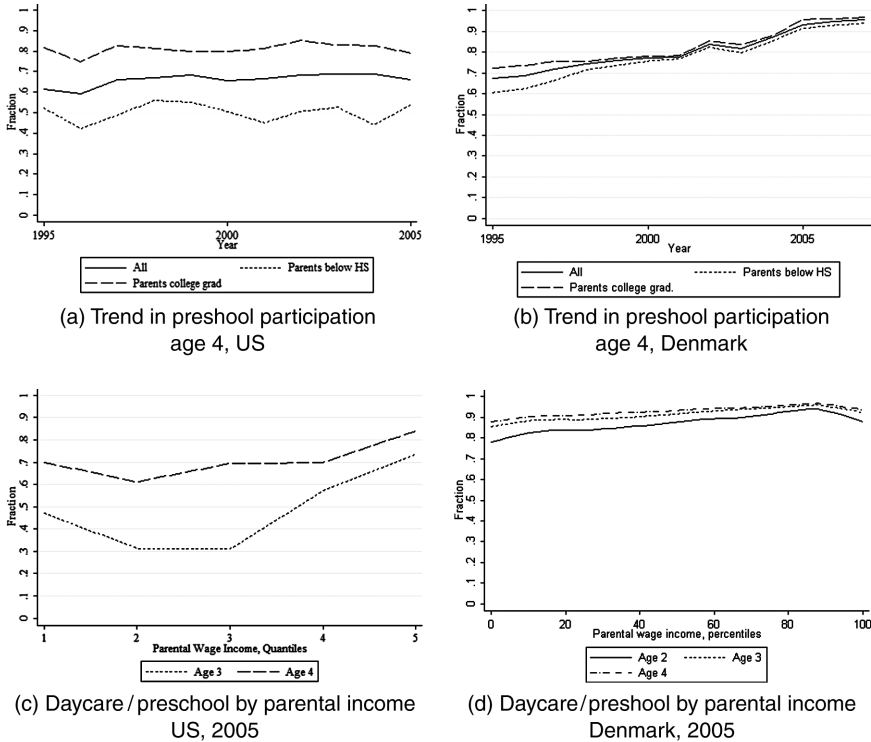 Fraction
0 .1 .2 .3 .4 .5 .6 .7 .8 .9 1
1995 2000 2005
Year
All Parents below HS
Parents college grad
(a) Trend in preshool participation
age 4, US
Fraction
0 .1 .2 .3 .4 .5 .6 .7 .8 .9 1
1995 2000 2005
Year
All Parents below HS
Parents college grad.
(b) Trend in preshool participation
age 4, Denmark
Fraction
0 .1 .2 .3 .4 .5 .6 .7 .8 .9 1
1 2 3 4 5
Parental Wage Income, Quantiles
Age 3 Age 4
(c) Daycare/preschool by parental income
US, 2005
Fraction
0 .1 .2 .3 .4 .5 .6 .7 .8 .9 1
0 20 40 60 80 100
Parental wage income, percentiles
Age 2 Age 3
Age 4
(d) Daycare/preshool by parental income
Denmark, 2005